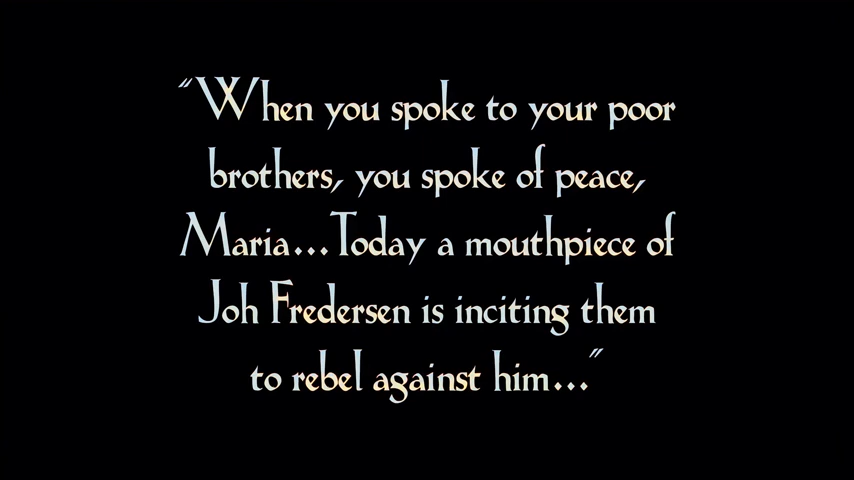 “When you spoke to your poor
brothers, you spoke of peace,
Maria...Today a mouthpiece of
Joh Fredersen is inciting them
to rebel against him...”